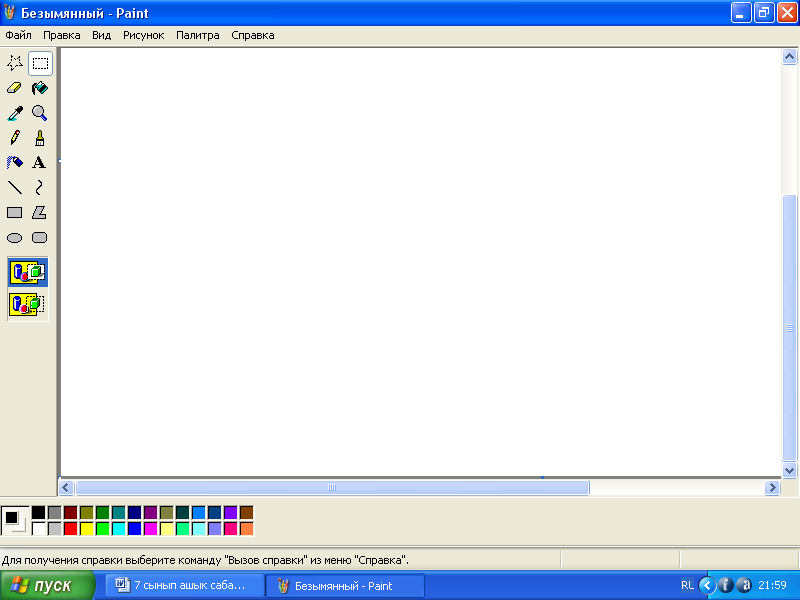 Безымянный - Paint
Файл Правка Вид Рисунок Палитра Справка
A
Для получения справки выберите команду "Вызов справки" из меню "Справка".
пуск
7 сынып ашык саба...
Безымянный - Paint
RL
21:59